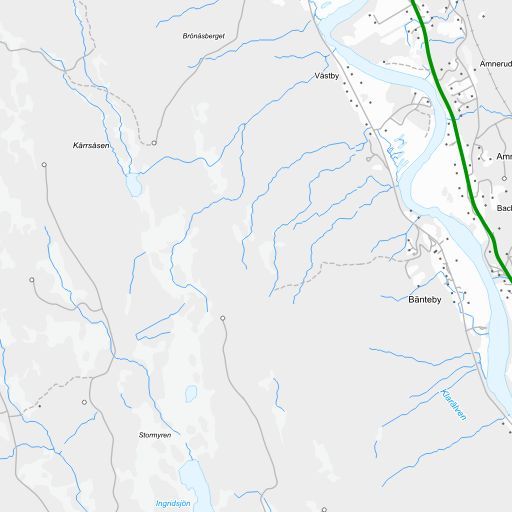 Brönäsberget
Västby
Amnerud
Kärrsåsen
Amn
Back
Bänteby
Klarälven
Stormyren
Ingridsjön